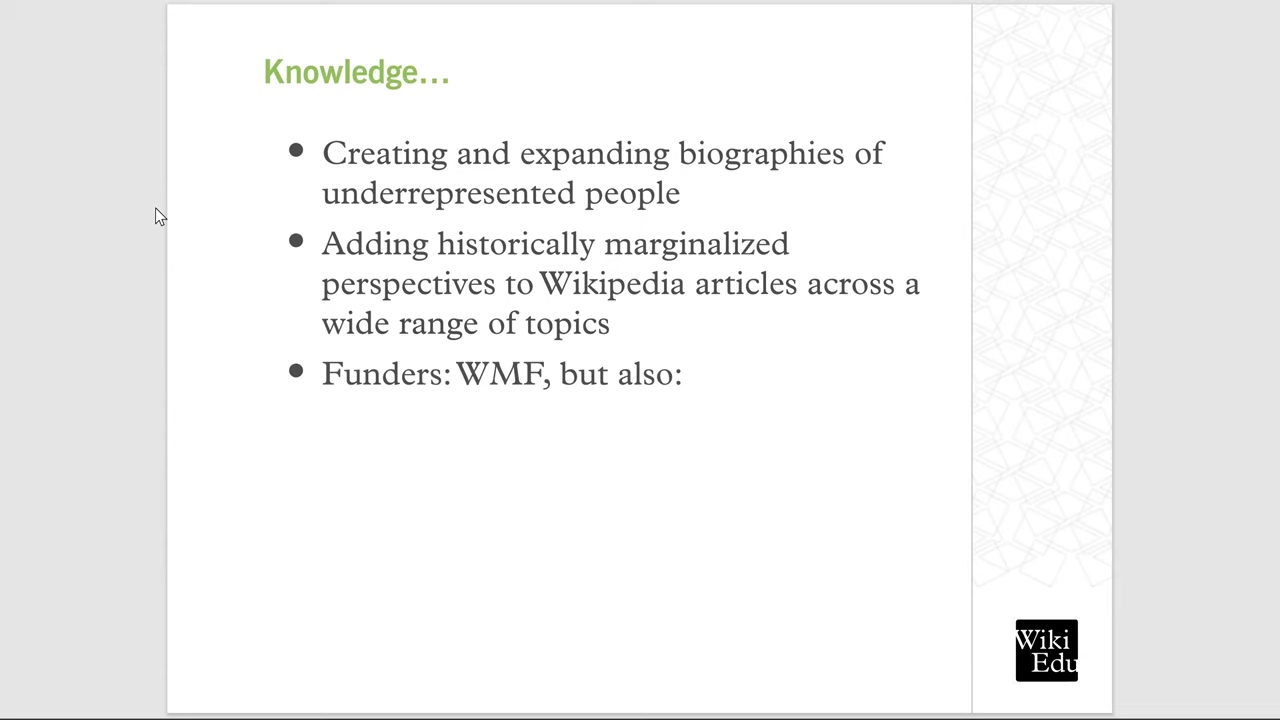 Knowledge...
• Creating and expanding biographies of
underrepresented people
• Adding historically marginalized
perspectives to Wikipedia articles across a
wide range of topics
• Funders: WMF, but also:
Wiki
Edu